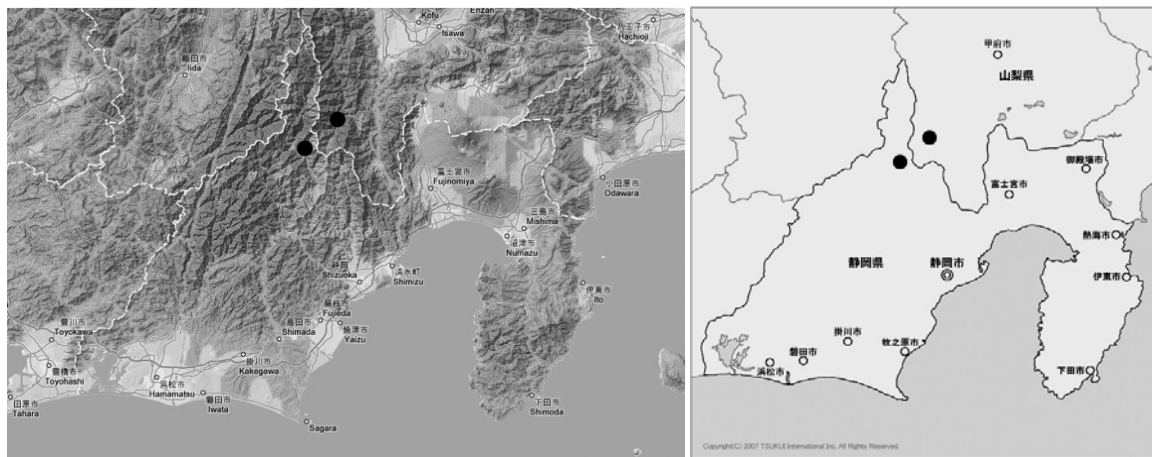 Kofu
Enzan
Isawa
八王子市
Hachioji
飯田市
Iida
富士宮市
Fujinomiya
小田原市
Odawara
三島市
Mishima
沼津市
Numazu
静岡
Shizuoka
清水町
Shimizu
伊東市
Ito
藤枝市
Fujieda
島田市
Shimada
焼津市
Yaizu
豊川市
Toyokawa
掛川市
Kakegawa
豊橋市
Toyohashi
浜松市
Hamamatsu
磐田市
Iwata
田原市
Tahara
下田市
Shimoda
Sagara
甲府市
山梨県
御殿場市
富士宮市
熱海市
静岡県
静岡市
伊東市
掛川市
牧之原市
磐田市
浜松市
下田市
Copyright(C) 2007 TSUKUI International Inc. All Rights Reserved.